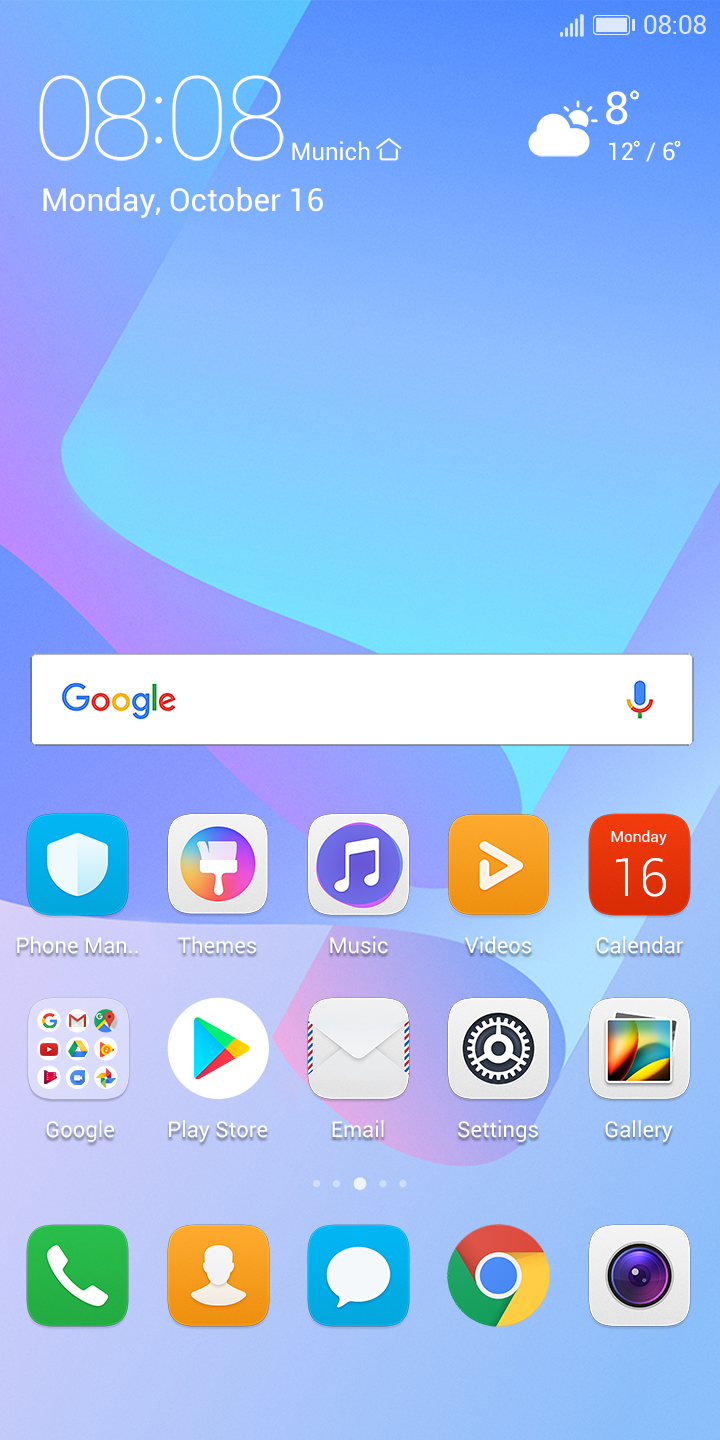 08:08
08:08
Munich
8°
12° / 6°
Monday, October 16
Google
Monday
16
Phone Man..
Themes
Music
Videos
Calendar
Google
Play Store
Email
Settings
Gallery